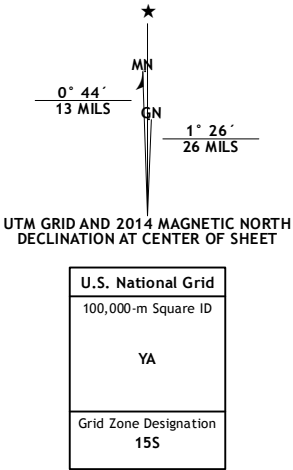 ★
MN
0° 44´
13 MILS
GN
1° 26´
26 MILS
UTM GRID AND 2014 MAGNETIC NORTH
DECLINATION AT CENTER OF SHEET
U.S. National Grid
100,000-m Square ID
YA
Grid Zone Designation
15S